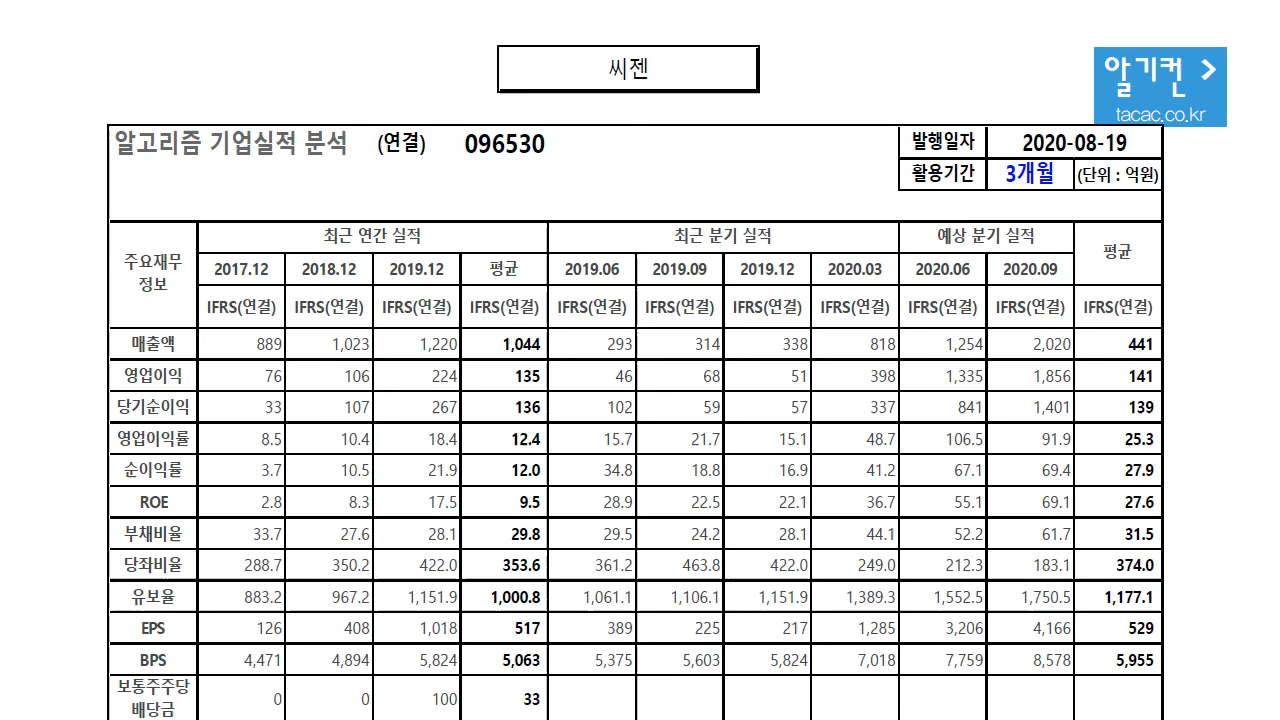 씨젠
알기컨 >
tacac.co.kr
알고리즘 기업실적 분석 (연결) 096530 발행일자 2020-08-19
활용기간 3개월 (단위 : 억원)
주요재무정보 최근 연간 실적 최근 분기 실적 예상 분기 실적 평균
2017.12 2018.12 2019.12 평균 2019.06 2019.09 2019.12 2020.03 2020.06 2020.09
IFRS(연결) IFRS(연결) IFRS(연결) IFRS(연결) IFRS(연결) IFRS(연결) IFRS(연결) IFRS(연결) IFRS(연결) IFRS(연결) IFRS(연결)
매출액 889 1,023 1,220 1,044 293 314 338 818 1,254 2,020 441
영업이익 76 106 224 135 46 68 51 398 1,335 1,856 141
당기순이익 33 107 267 136 102 59 57 337 841 1,401 139
영업이익률 8.5 10.4 18.4 12.4 15.7 21.7 15.1 48.7 106.5 91.9 25.3
순이익률 3.7 10.5 21.9 12.0 34.8 18.8 16.9 41.2 67.1 69.4 27.9
ROE 2.8 8.3 17.5 9.5 28.9 22.5 22.1 36.7 55.1 69.1 27.6
부채비율 33.7 27.6 28.1 29.8 29.5 24.2 28.1 44.1 52.2 61.7 31.5
당좌비율 288.7 350.2 422.0 353.6 361.2 463.8 422.0 249.0 212.3 183.1 374.0
유보율 883.2 967.2 1,151.9 1,000.8 1,061.1 1,106.1 1,151.9 1,389.3 1,552.5 1,750.5 1,177.1
EPS 126 408 1,018 517 389 225 217 1,285 3,206 4,166 529
BPS 4,471 4,894 5,824 5,063 5,375 5,603 5,824 7,018 7,759 8,578 5,955
보통주주당배당금 0 0 100 33